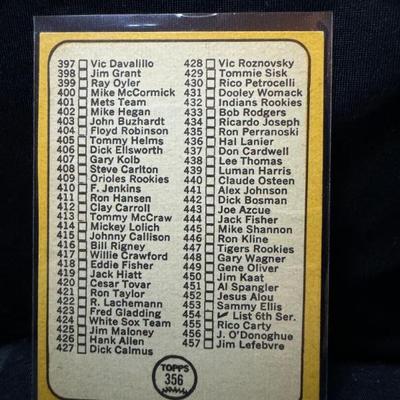 397 Vic Davalillo
398 Jim Grant
399 Ray Oyler
400 Mike McCormick
401 Mets Team
402 Mike Hegan
403 John Buzhardt
404 Floyd Robinson
405 Tommy Helms
406 Dick Ellsworth
407 Gary Kolb
408 Steve Carlton
409 Orioles Rookies
410 F. Jenkins
411 Ron Hansen
412 Clay Carroll
413 Tommy McCraw
414 Mickey Lolich
415 Johnny Callison
416 Bill Rigney
417 Willie Crawford
418 Eddie Fisher
419 Jack Hiatt
420 Cesar Tovar
421 Ron Taylor
422 R. Lachemann
423 Fred Gladding
424 White Sox Team
425 Jim Maloney
426 Hank Allen
427 Dick Calmus
428 Vic Roznovsky
429 Tommie Sisk
430 Rico Petrocelli
431 Dooley Womack
432 Indians Rookies
433 Bob Rodgers
434 Ricardo Joseph
435 Ron Perranoski
436 Hal Lanier
437 Don Cardwell
438 Lee Thomas
439 Luman Harris
440 Claude Osteen
441 Alex Johnson
442 Dick Bosman
443 Joe Azcue
444 Jack Fisher
445 Mike Shannon
446 Ron Kline
447 Tigers Rookies
448 Gary Wagner
449 Gene Oliver
450 Jim Kaat
451 Al Spangler
452 Jesus Alou
453 Sammy Ellis
454 List 6th Ser.
455 Rico Carty
456 J. O'Donoghue
457 Jim Lefebvre
TOPPS
356